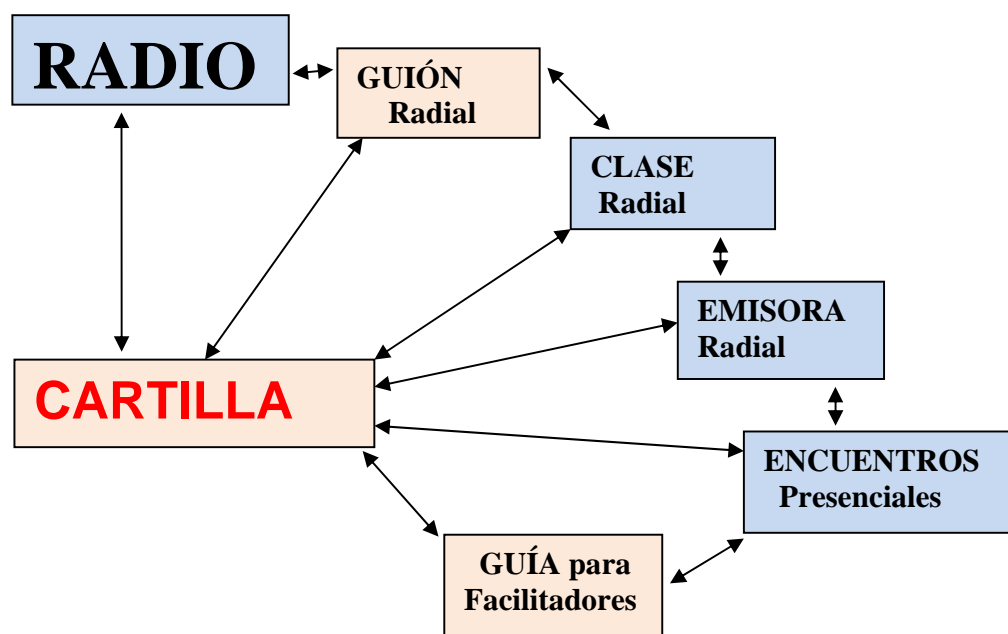 RADIO
GUIÓN
Radial
CLASE
Radial
EMISORA
Radial
CARTILLA
ENCUENTROS
Presenciales
GUÍA para
Facilitadores